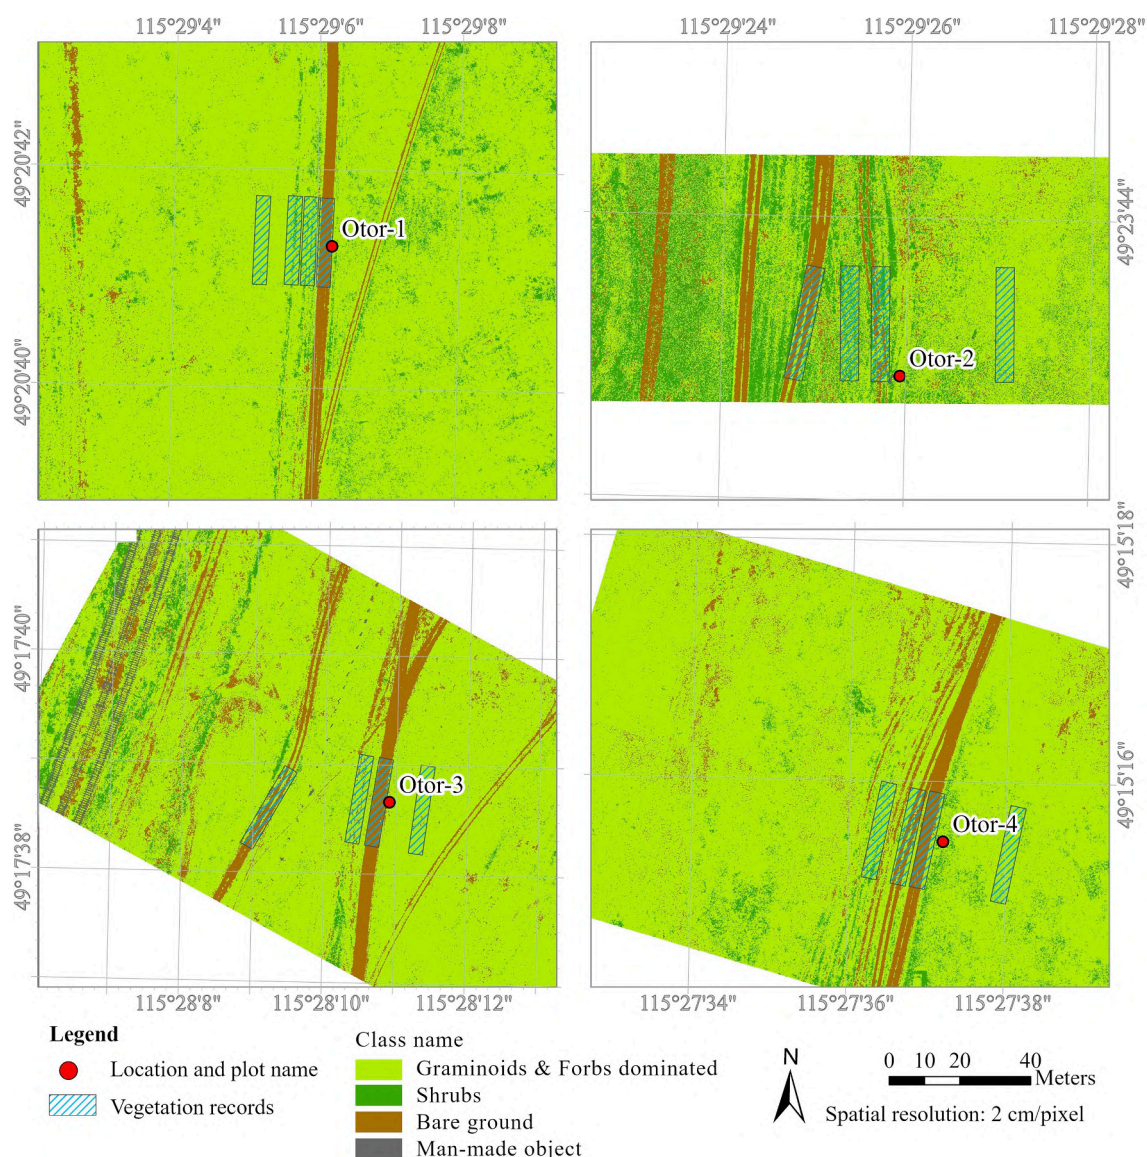 115°29'4" 115°29'6" 115°29'8" 115°29'24" 115°29'26" 115°29'28"
49°20'42"
49°20'40"
Otor-1
49°23'44"
Otor-2
49°17'40"
49°17'38"
Otor-3
49°15'18"
49°15'16"
Otor-4
115°28'8" 115°28'10" 115°28'12" 115°27'34" 115°27'36" 115°27'38"
Legend
Location and plot name
Vegetation records
Class name
Graminoids & Forbs dominated
Shrubs
Bare ground
Man-made object
N
0 10 20 40
Meters
Spatial resolution: 2 cm/pixel